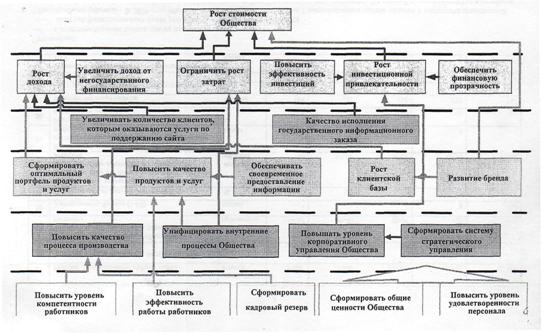 Рост стоимости
Общества
Рост
дохода
Увеличить доход от
негосударственного
финансирования
Ограничить рост
затрат
Повысить
эффективность
инвестиций
Рост
инвестиционной
привлекательности
Обеспечить
финансовую
прозрачность
Увеличивать количество клиентов,
которым оказываются услуги по
поддержанию сайта
Качество исполнения
государственного информационного
заказа
Сформировать
оптимальный
портфель продуктов
и услуг
Повысить качество
продуктов и услуг
Обеспечивать
своевременное
предоставление
информации
Рост
клиентской
базы
Развитие бренда
Повысить качество
процесса производства
Унифицировать внутренние
процессы Общества
Повышать уровень
корпоративного
управления Общества
Сформировать систему
стратегического
управления
Повысить уровень
компетентности
работников
Повысить
эффективность
работы работников
Сформировать
кадровый резерв
Сформировать общие
ценности Общества
Повысить уровень
удовлетворенности
персонала